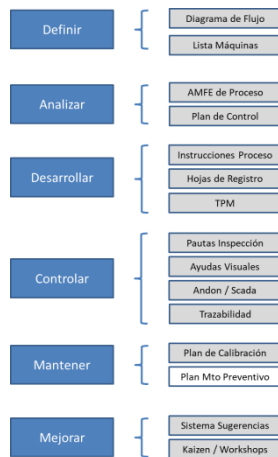 Definir
Diagrama de Flujo
Lista Máquinas
Analizar
AMFE de Proceso
Plan de Control
Desarrollar
Instrucciones Proceso
Hojas de Registro
TPM
Controlar
Pautas Inspección
Ayudas Visuales
Andon / Scada
Trazabilidad
Mantener
Plan de Calibración
Plan Mto Preventivo
Mejorar
Sistema Sugerencias
Kaizen / Workshops